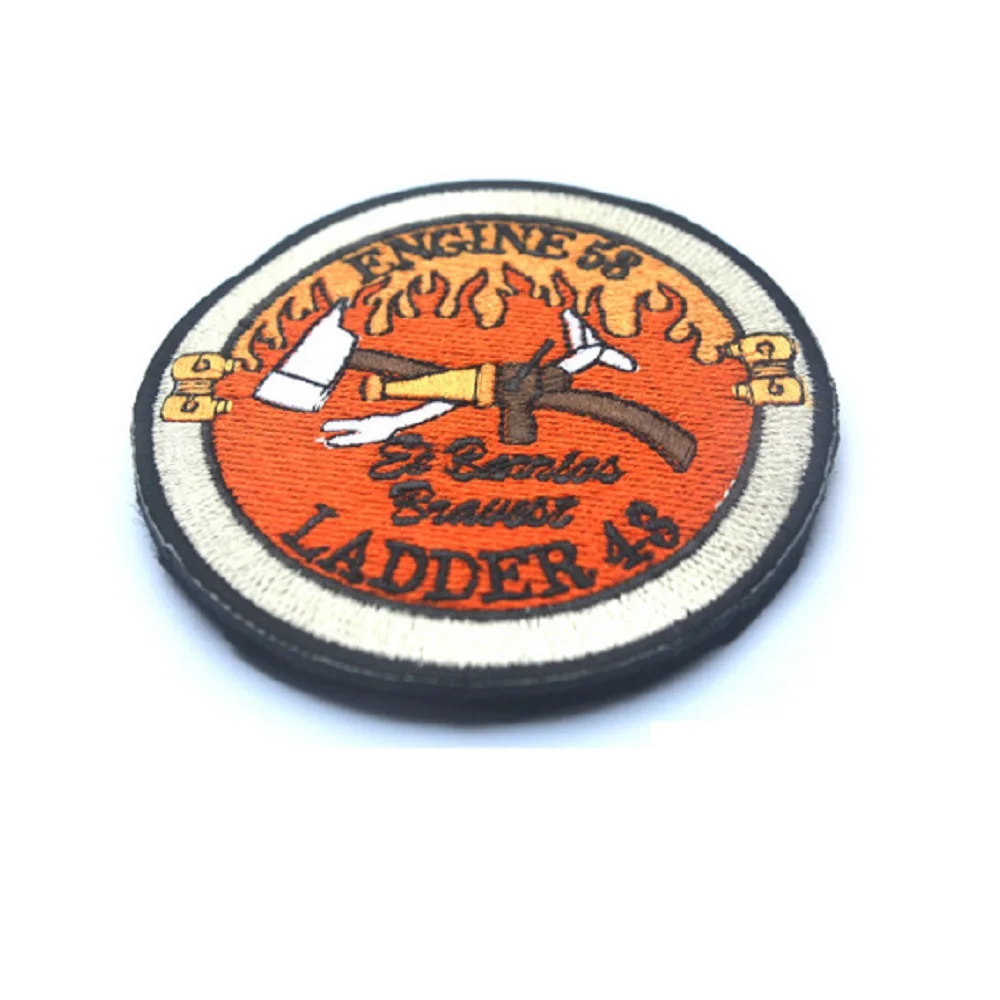 ENGINE 58
El Barrios
Bravest
LADDER 43